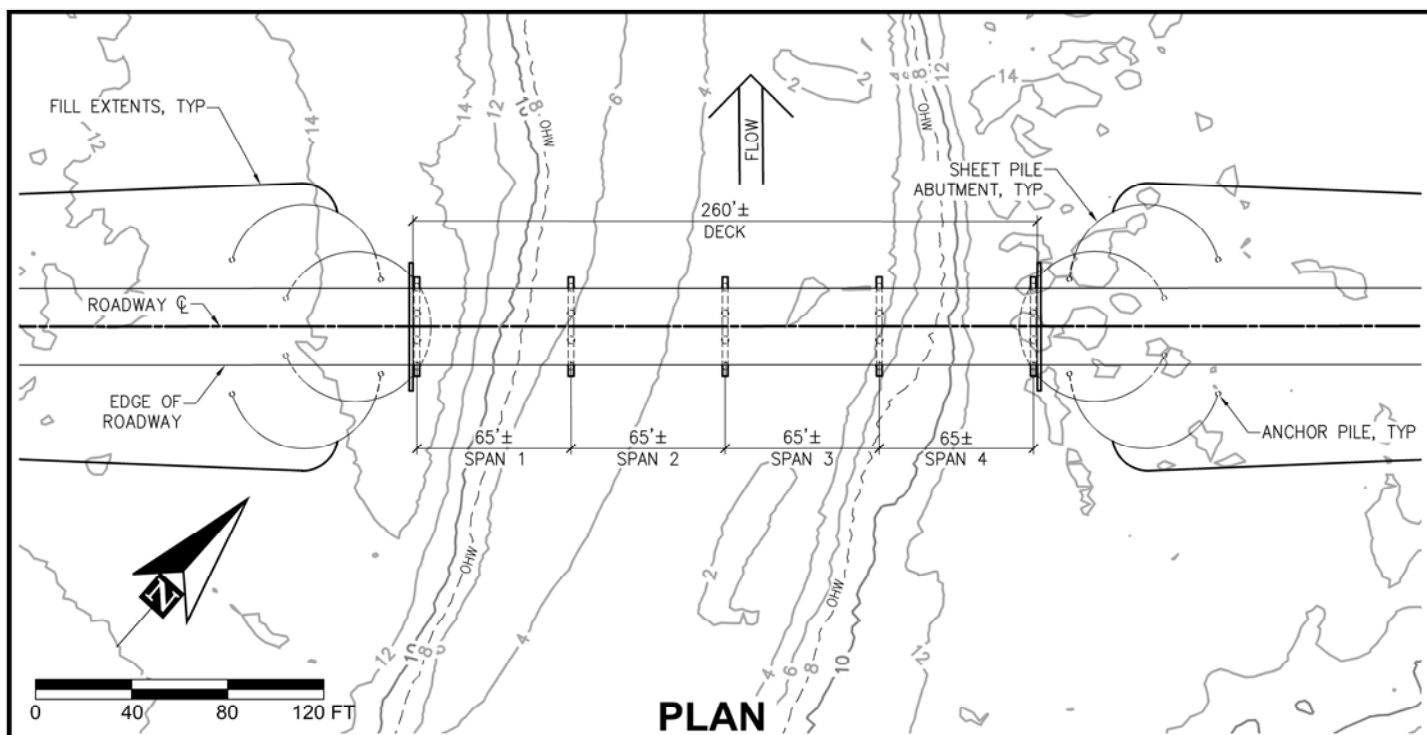 FILL EXTENTS, TYP
12
14
14
12
10
8
OHW
6
4
FLOW
2
2
4
6
8
12
OHW
14
SHEET PILE
ABUTMENT, TYP
260'±
DECK
ROADWAY ℄
EDGE OF
ROADWAY
65'±
SPAN 1
65'±
SPAN 2
65'±
SPAN 3
65±
SPAN 4
ANCHOR PILE, TYP
OHW
2
OHW
N
12
10
8
6
4
4
6
8
10
12
0 40 80 120 FT
PLAN